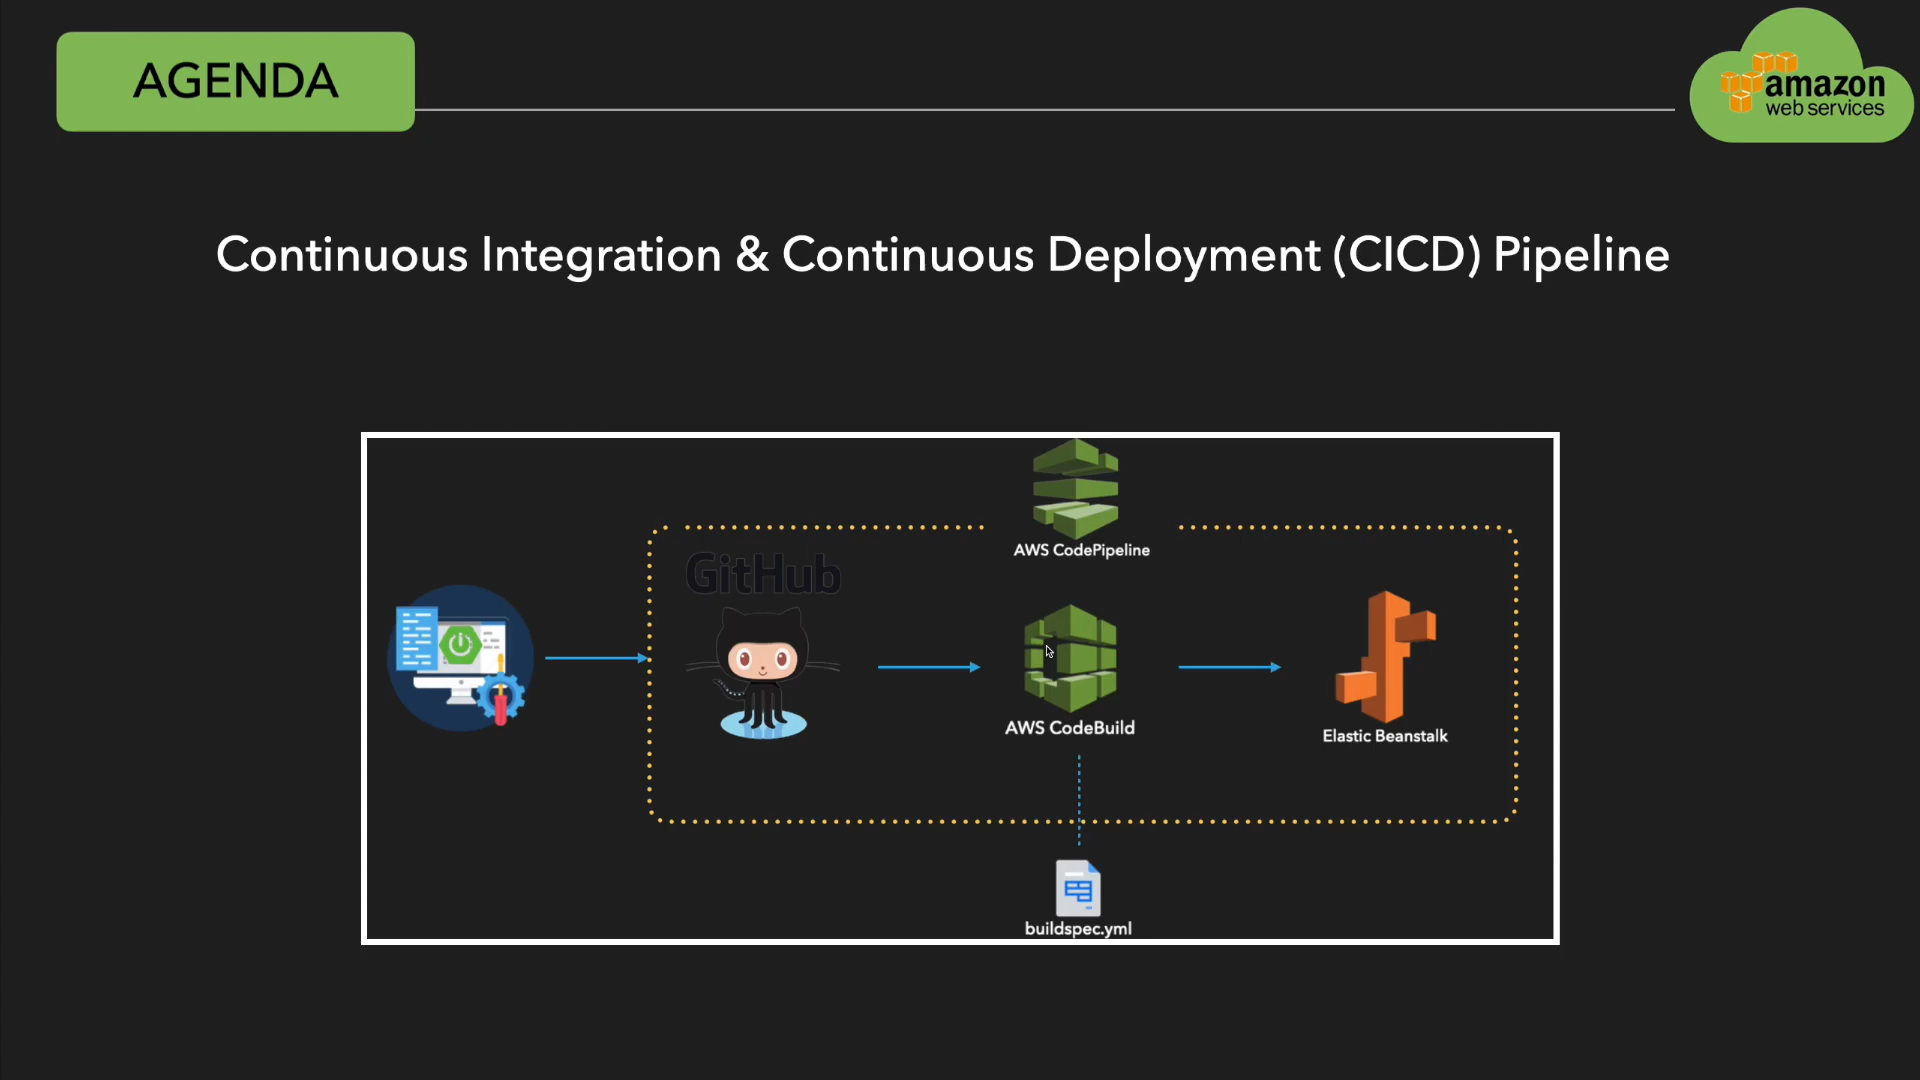 AGENDA
amazon
web services
Continuous Integration & Continuous Deployment (CICD) Pipeline
AWS CodePipeline
GitHub
AWS CodeBuild
Elastic Beanstalk
buildspec.yml